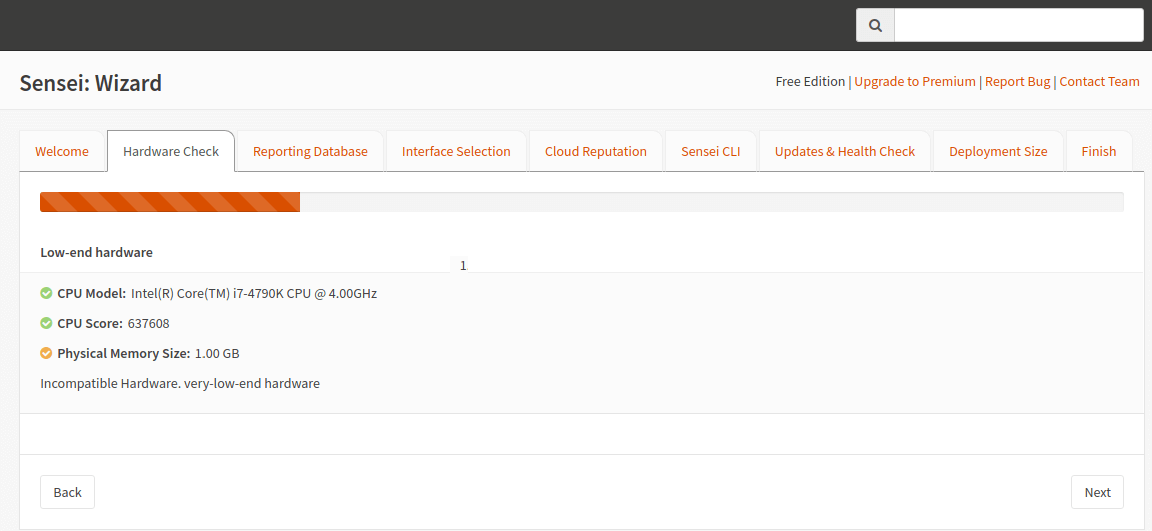 Sensei: Wizard
Free Edition | Upgrade to Premium | Report Bug | Contact Team
Welcome
Hardware Check
Reporting Database
Interface Selection
Cloud Reputation
Sensei CLI
Updates & Health Check
Deployment Size
Finish
Low-end hardware
1
CPU Model: Intel(R) Core(TM) i7-4790K CPU @ 4.00GHz
CPU Score: 637608
Physical Memory Size: 1.00 GB
Incompatible Hardware. very-low-end hardware
Back
Next